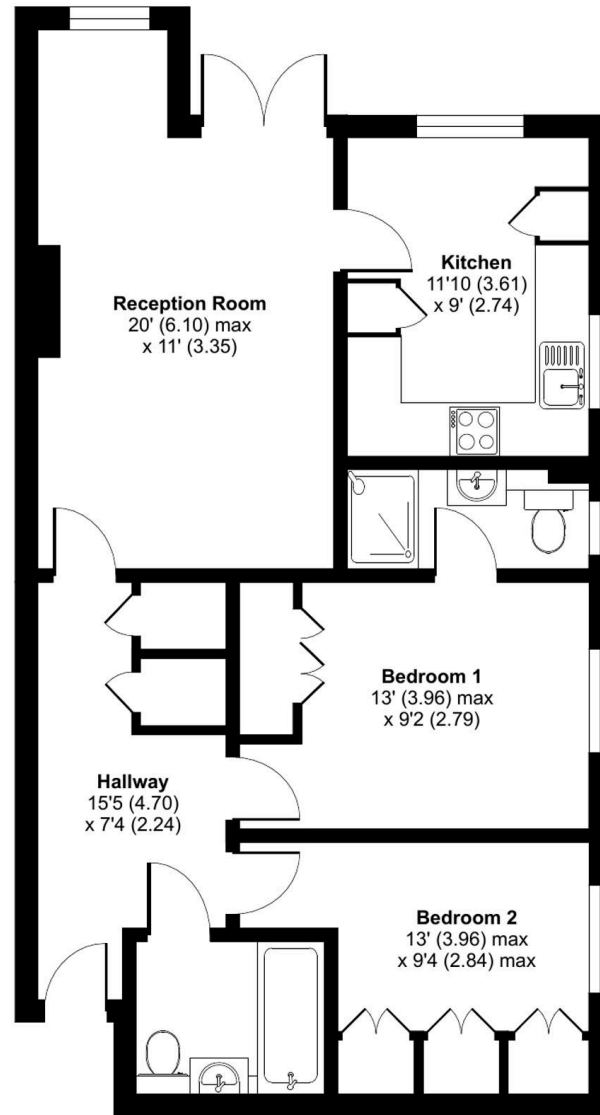 Kitchen
11'10 (3.61)
x 9' (2.74)
Reception Room
20' (6.10) max
x 11' (3.35)
Bedroom 1
13' (3.96) max
x 9'2 (2.79)
Hallway
15'5 (4.70)
x 7'4 (2.24)
Bedroom 2
13' (3.96) max
x 9'4 (2.84) max